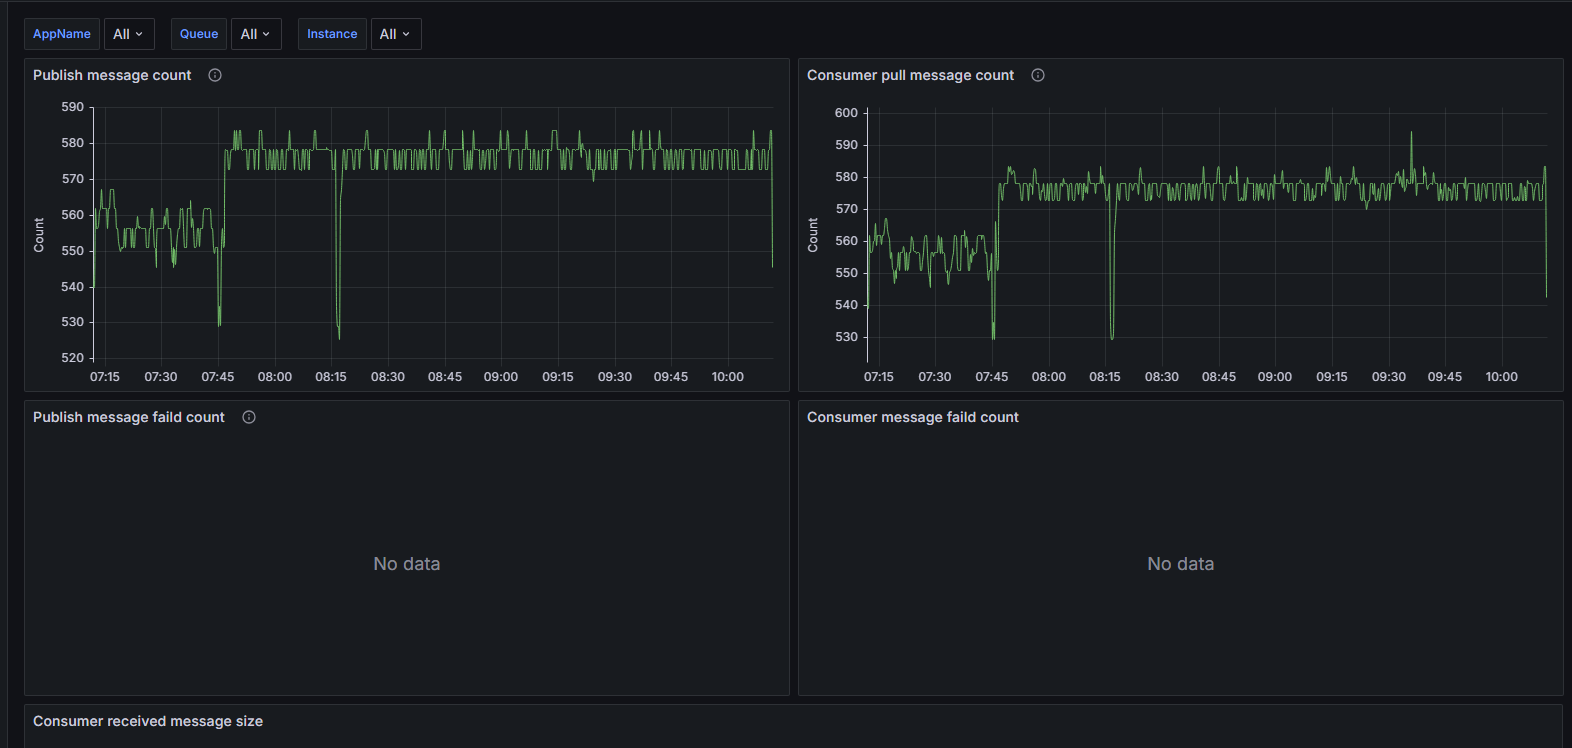 AppName All Queue All Instance All
Publish message count
590
580
570
560
550
540
530
520
Count
07:15 07:30 07:45 08:00 08:15 08:30 08:45 09:00 09:15 09:30 09:45 10:00
Consumer pull message count
600
590
580
570
560
550
540
530
Count
07:15 07:30 07:45 08:00 08:15 08:30 08:45 09:00 09:15 09:30 09:45 10:00
Publish message faild count
No data
Consumer message faild count
No data
Consumer received message size